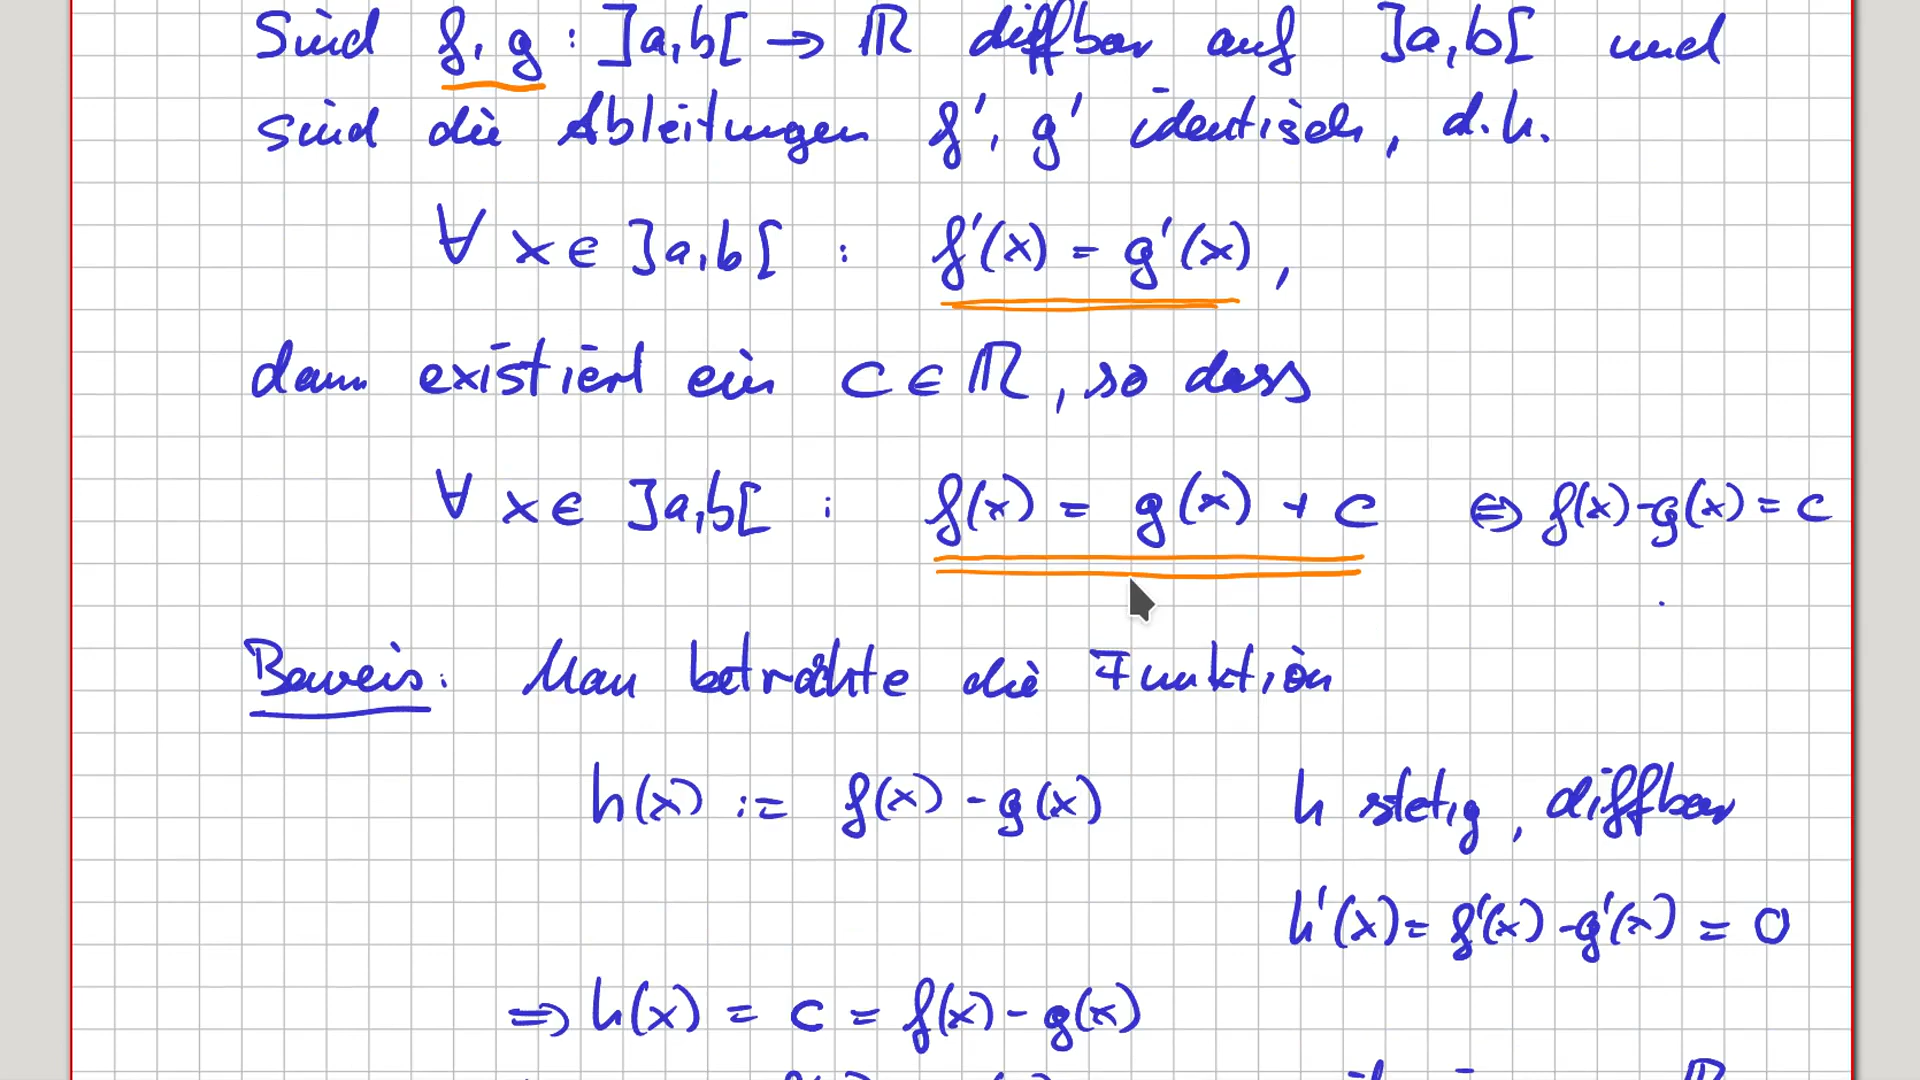 Sind f, g : ]a,b[ → ℝ diffbar auf ]a,b[ und
sind die Ableitungen f', g' identisch, d.h.
∀ x ∈ ]a,b[ : f'(x) = g'(x),
dann existiert ein c ∈ ℝ, so dass
∀ x ∈ ]a,b[ : f(x) = g(x) + c ⇔ f(x) - g(x) = c
Beweis: Man betrachte die Funktion
h(x) := f(x) - g(x) h stetig, diffbar
h'(x) = f'(x) - g'(x) = 0
⇒ h(x) = c = f(x) - g(x)